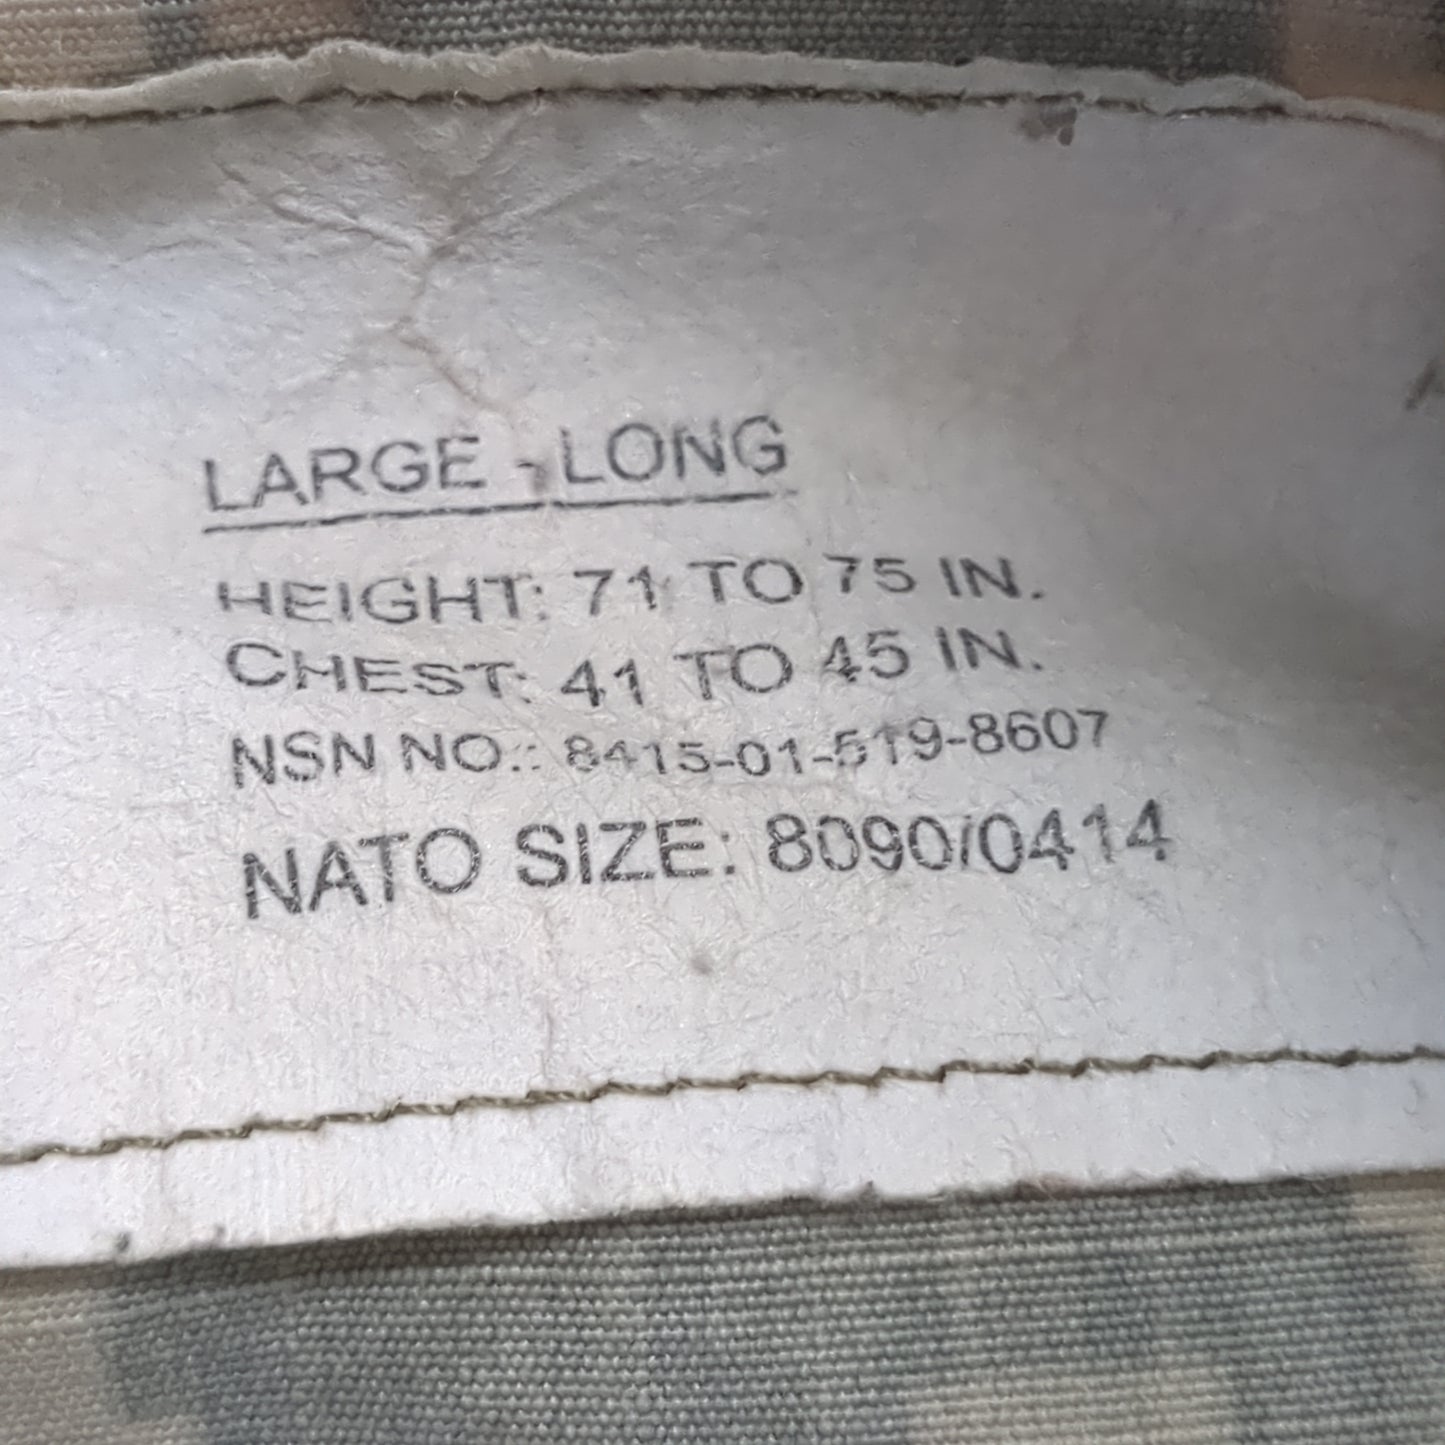 LARGE - LONG
HEIGHT: 71 TO 75 IN.
CHEST: 41 TO 45 IN.
NSN NO.: 8415-01-519-8607
NATO SIZE: 8090/0414